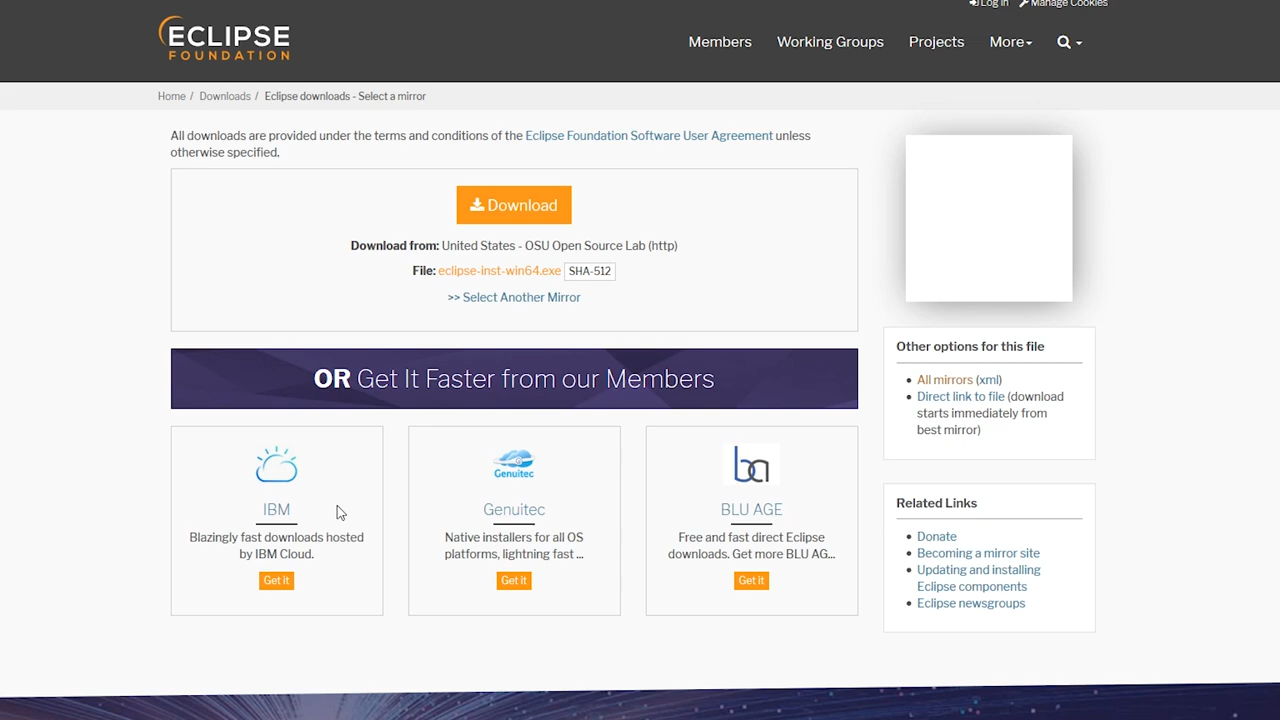 Log in Manage Cookies
ECLIPSE
FOUNDATION
Members Working Groups Projects More
Home / Downloads / Eclipse downloads - Select a mirror
All downloads are provided under the terms and conditions of the Eclipse Foundation Software User Agreement unless
otherwise specified.
Download
Download from: United States - OSU Open Source Lab (http)
File: eclipse-inst-win64.exe SHA-512
>> Select Another Mirror
OR Get It Faster from our Members
IBM
Blazingly fast downloads hosted
by IBM Cloud.
Get it
Genuitec
Genuitec
Native installers for all OS
platforms, lightning fast ...
Get it
ba
BLU AGE
Free and fast direct Eclipse
downloads. Get more BLU AG...
Get it
Other options for this file
• All mirrors (xml)
• Direct link to file (download
starts immediately from
best mirror)
Related Links
• Donate
• Becoming a mirror site
• Updating and installing
Eclipse components
• Eclipse newsgroups